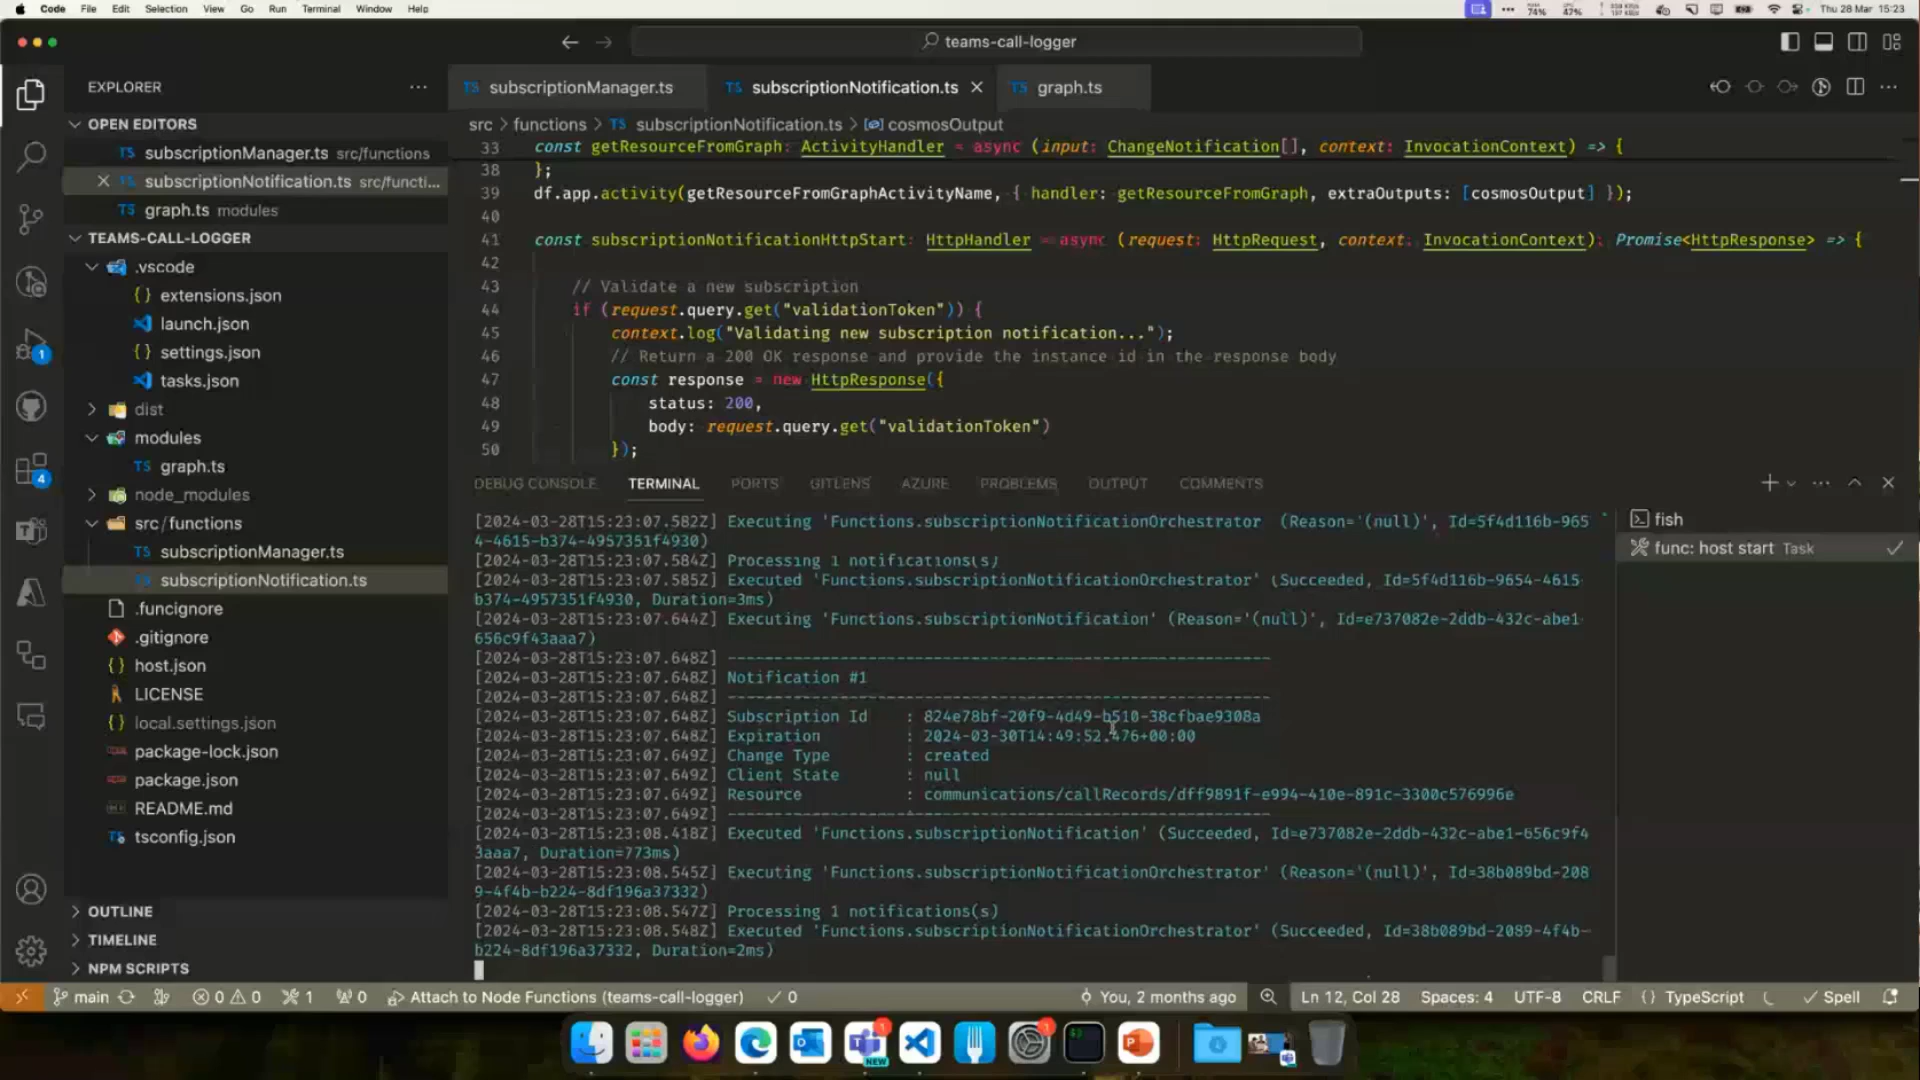 Code File Edit Selection View Go Run Terminal Window Help
74% 47% Thu 28 Mar 15:23
teams-call-logger
EXPLORER
OPEN EDITORS
TS subscriptionManager.ts src/functions
TS subscriptionNotification.ts src/functi...
TS graph.ts modules
TEAMS-CALL-LOGGER
.vscode
extensions.json
launch.json
settings.json
tasks.json
dist
modules
TS graph.ts
node_modules
src/functions
TS subscriptionManager.ts
TS subscriptionNotification.ts
.funcignore
.gitignore
host.json
LICENSE
local.settings.json
package-lock.json
package.json
README.md
tsconfig.json
OUTLINE
TIMELINE
NPM SCRIPTS
1
4
TS subscriptionManager.ts TS subscriptionNotification.ts TS graph.ts
src > functions > TS subscriptionNotification.ts > cosmosOutput
33 const getResourceFromGraph: ActivityHandler = async (input: ChangeNotification[], context: InvocationContext) => {
38 };
39 df.app.activity(getResourceFromGraphActivityName, { handler: getResourceFromGraph, extraOutputs: [cosmosOutput] });
40
41 const subscriptionNotificationHttpStart: HttpHandler = async (request: HttpRequest, context: InvocationContext): Promise<HttpResponse> => {
42
43 // Validate a new subscription
44 if (request.query.get("validationToken")) {
45 context.log("Validating new subscription notification...");
46 // Return a 200 OK response and provide the instance id in the response body
47 const response = new HttpResponse({
48 status: 200,
49 body: request.query.get("validationToken")
50 });
DEBUG CONSOLE TERMINAL PORTS GITLENS AZURE PROBLEMS OUTPUT COMMENTS
[2024-03-28T15:23:07.582Z] Executing 'Functions.subscriptionNotificationOrchestrator (Reason='(null)', Id=5f4d116b-965
4-4615-b374-4957351f4930)
[2024-03-28T15:23:07.584Z] Processing 1 notifications(s)
[2024-03-28T15:23:07.585Z] Executed 'Functions.subscriptionNotificationOrchestrator' (Succeeded, Id=5f4d116b-9654-4615-
b374-4957351f4930, Duration=3ms)
[2024-03-28T15:23:07.644Z] Executing 'Functions.subscriptionNotification' (Reason='(null)', Id=e737082e-2ddb-432c-abe1-
656c9f43aaa7)
[2024-03-28T15:23:07.648Z] ----------------------------------------------------------
[2024-03-28T15:23:07.648Z] Notification #1
[2024-03-28T15:23:07.648Z] ----------------------------------------------------------
[2024-03-28T15:23:07.648Z] Subscription Id : 824e78bf-20f9-4d49-b510-38cfbae9308a
[2024-03-28T15:23:07.648Z] Expiration : 2024-03-30T14:49:52.476+00:00
[2024-03-28T15:23:07.649Z] Change Type : created
[2024-03-28T15:23:07.649Z] Client State : null
[2024-03-28T15:23:07.649Z] Resource : communications/callRecords/dff9891f-e994-410e-891c-3300c576996e
[2024-03-28T15:23:07.649Z] ----------------------------------------------------------
[2024-03-28T15:23:08.418Z] Executed 'Functions.subscriptionNotification' (Succeeded, Id=e737082e-2ddb-432c-abe1-656c9f4
3aaa7, Duration=773ms)
[2024-03-28T15:23:08.545Z] Executing 'Functions.subscriptionNotificationOrchestrator' (Reason='(null)', Id=38b089bd-208
9-4f4b-b224-8df196a37332)
[2024-03-28T15:23:08.547Z] Processing 1 notifications(s)
[2024-03-28T15:23:08.548Z] Executed 'Functions.subscriptionNotificationOrchestrator' (Succeeded, Id=38b089bd-2089-4f4b-
b224-8df196a37332, Duration=2ms)
fish
func: host start Task
main 0 0 1 0 Attach to Node Functions (teams-call-logger) 0 You, 2 months ago Ln 12, Col 28 Spaces: 4 UTF-8 CRLF {} TypeScript Spell
1 NEW 1